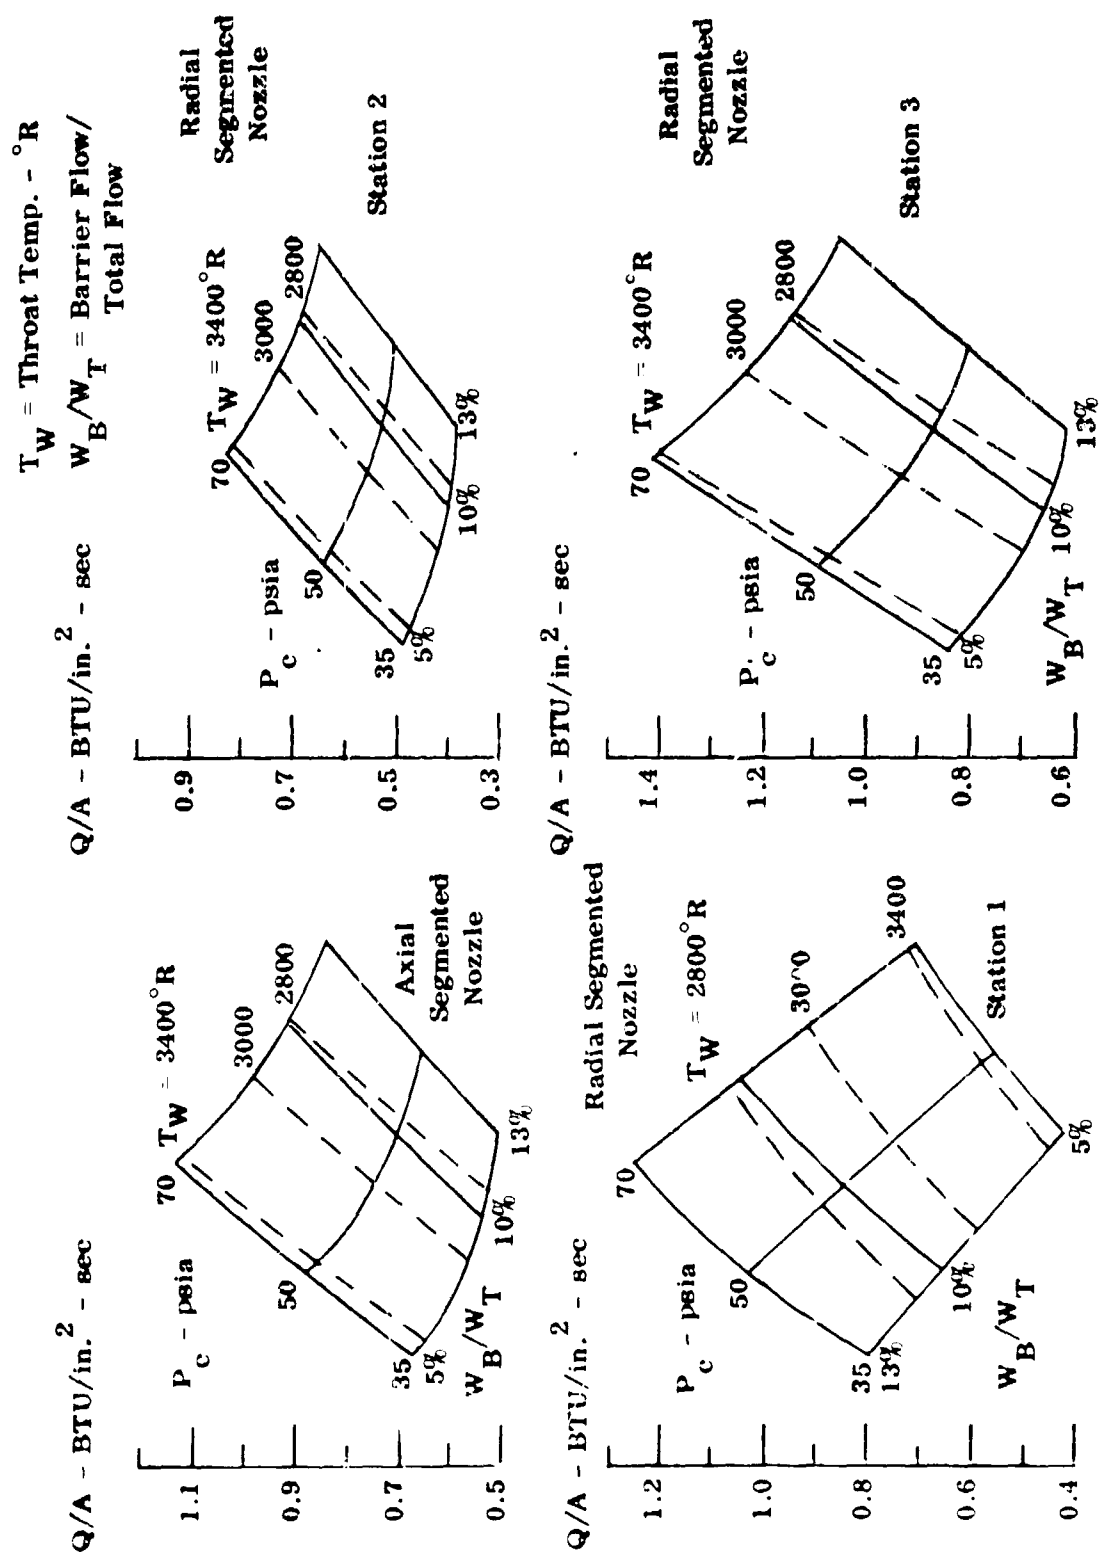 T_W = Throat Temp. - °R
W_B/W_T = Barrier Flow/
Total Flow
Q/A - BTU/in.² - sec
1.1
0.9
0.7
0.5
P_c - psia
70
50
35
T_W = 3400°R
3000
2800
5%
10%
13%
W_B/W_T
Axial
Segmented
Nozzle
Q/A - BTU/in.² - sec
0.9
0.7
0.5
0.3
P_c - psia
70
50
35
T_W = 3400°R
3000
2800
5%
10%
13%
Radial
Segmented
Nozzle
Station 2
Q/A - BTU/in.² - sec
1.2
1.0
0.8
0.6
0.4
P_c - psia
70
50
35
13%
10%
5%
W_B/W_T
Radial Segmented
Nozzle
T_W = 2800°R
3400
Station 1
Q/A - BTU/in.² - sec
1.4
1.2
1.0
0.8
0.6
P_c - psia
70
50
35
T_W = 3400°R
3000
2800
5%
10%
13%
W_B/W_T
Radial
Segmented
Nozzle
Station 3